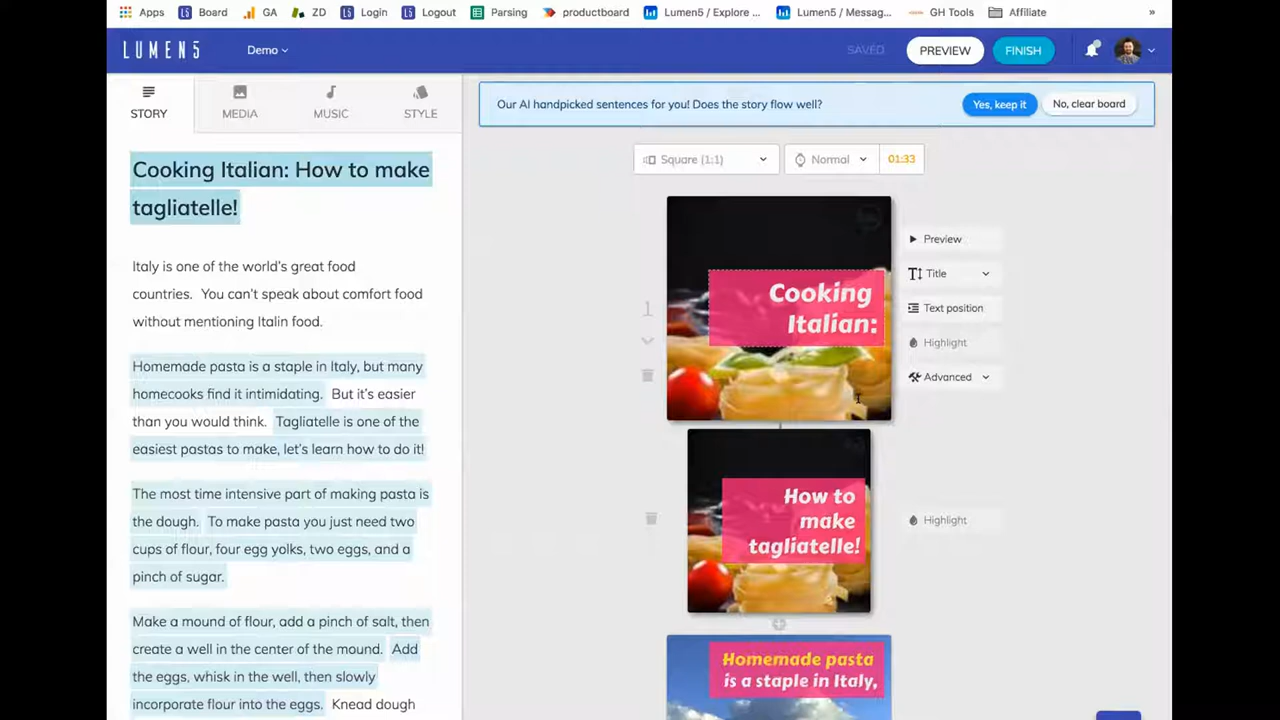 Apps Board GA ZD Login Logout Parsing productboard Lumen5 / Explore ... Lumen5 / Messag... GH Tools Affiliate »
LUMEN5 Demo SAVED PREVIEW FINISH
STORY MEDIA MUSIC STYLE
Our AI handpicked sentences for you! Does the story flow well? Yes, keep it No, clear board
Square (1:1) Normal 01:33
Cooking Italian: How to make
tagliatelle!
Italy is one of the world's great food
countries. You can't speak about comfort food
without mentioning Italin food.
Homemade pasta is a staple in Italy, but many
homecooks find it intimidating. But it's easier
than you would think. Tagliatelle is one of the
easiest pastas to make, let's learn how to do it!
The most time intensive part of making pasta is
the dough. To make pasta you just need two
cups of flour, four egg yolks, two eggs, and a
pinch of sugar.
Make a mound of flour, add a pinch of salt, then
create a well in the center of the mound. Add
the eggs, whisk in the well, then slowly
incorporate flour into the eggs. Knead dough
1
Cooking
Italian:
Preview
Title
Text position
Highlight
Advanced
How to
make
tagliatelle!
Highlight
Homemade pasta
is a staple in Italy,